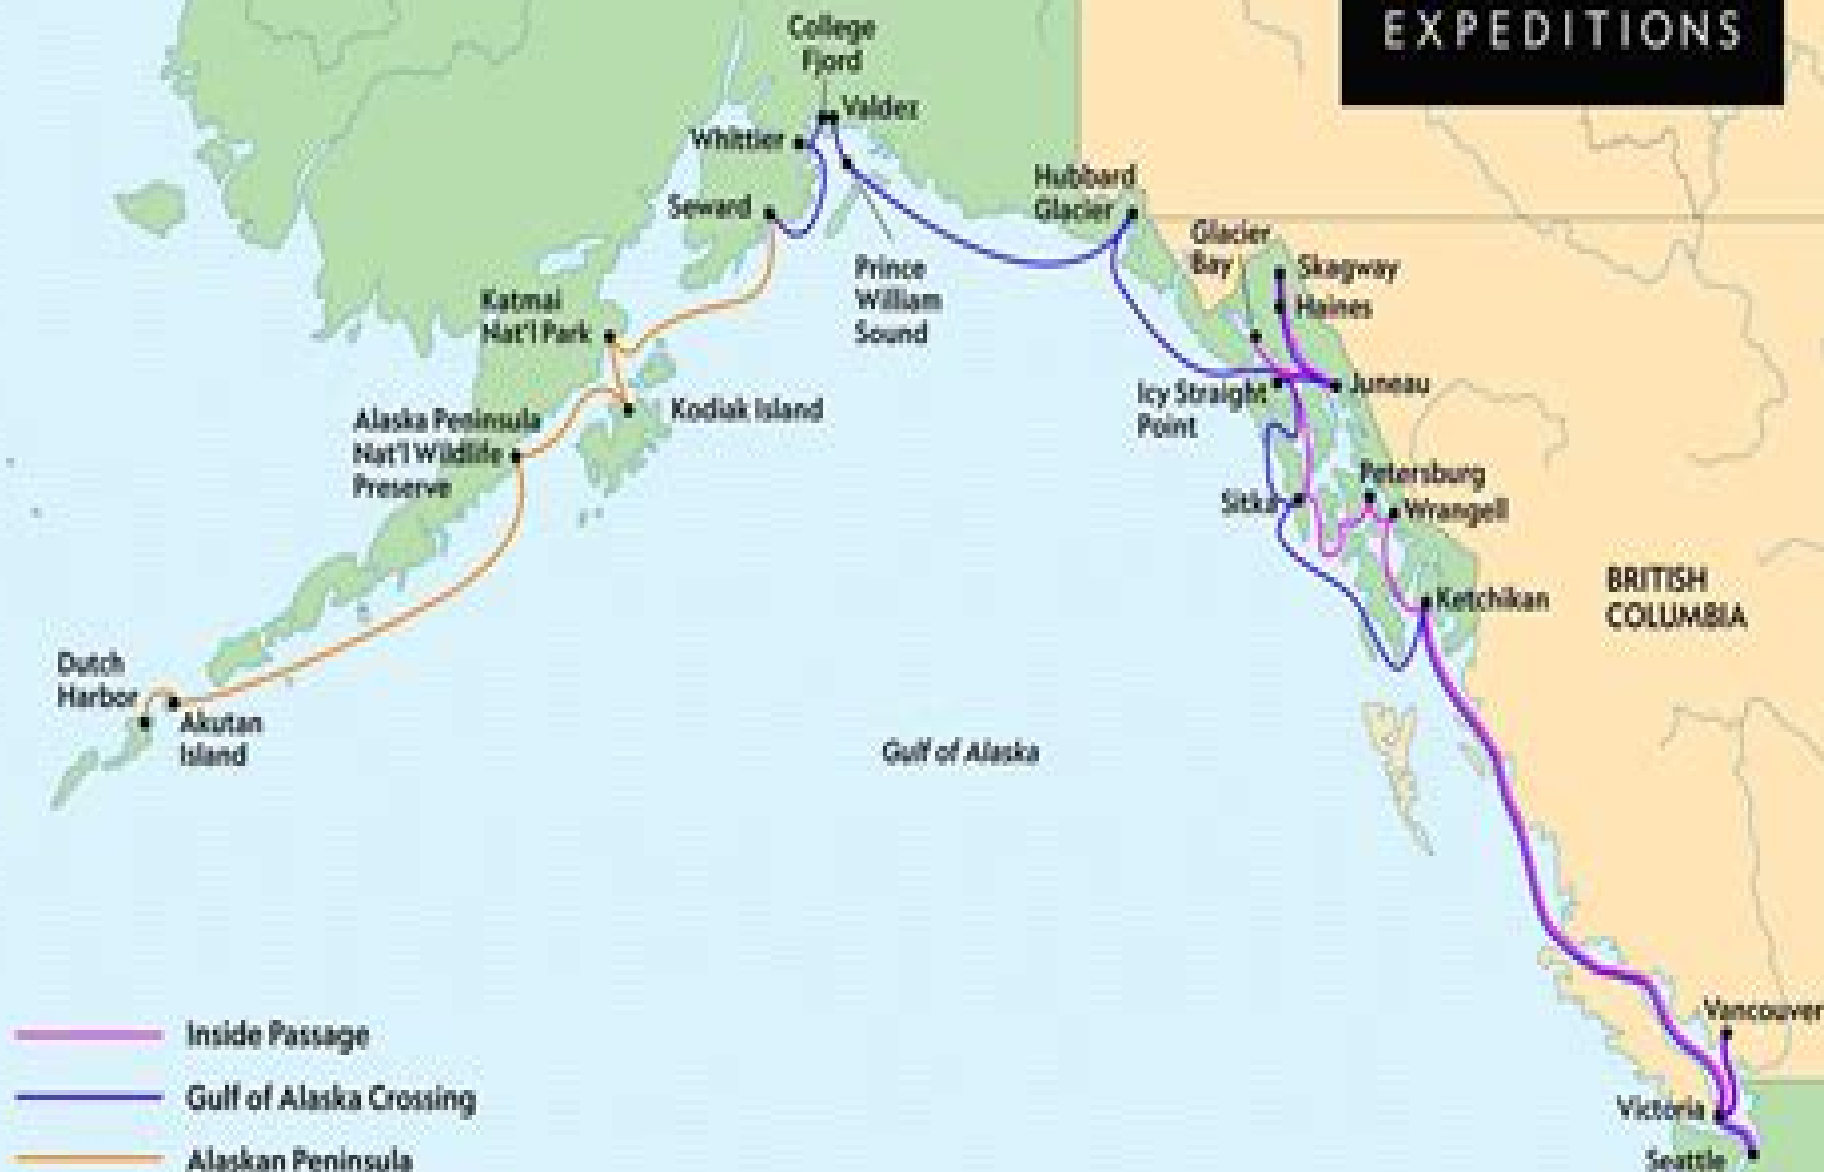 EXPEDITIONS
College
Fjord
Valdez
Whittier
Hubbard
Glacier
Seward
Glacier
Bay
Skagway
Haines
Prince
William
Sound
Katmai
Nat'l Park
Icy Straight
Point
Juneau
Kodiak Island
Alaska Peninsula
Nat'l Wildlife
Preserve
Petersburg
Sitka
Wrangell
BRITISH
COLUMBIA
Ketchikan
Dutch
Harbor
Akutan
Island
Gulf of Alaska
Vancouver
Inside Passage
Gulf of Alaska Crossing
Victoria
Alaskan Peninsula
Seattle